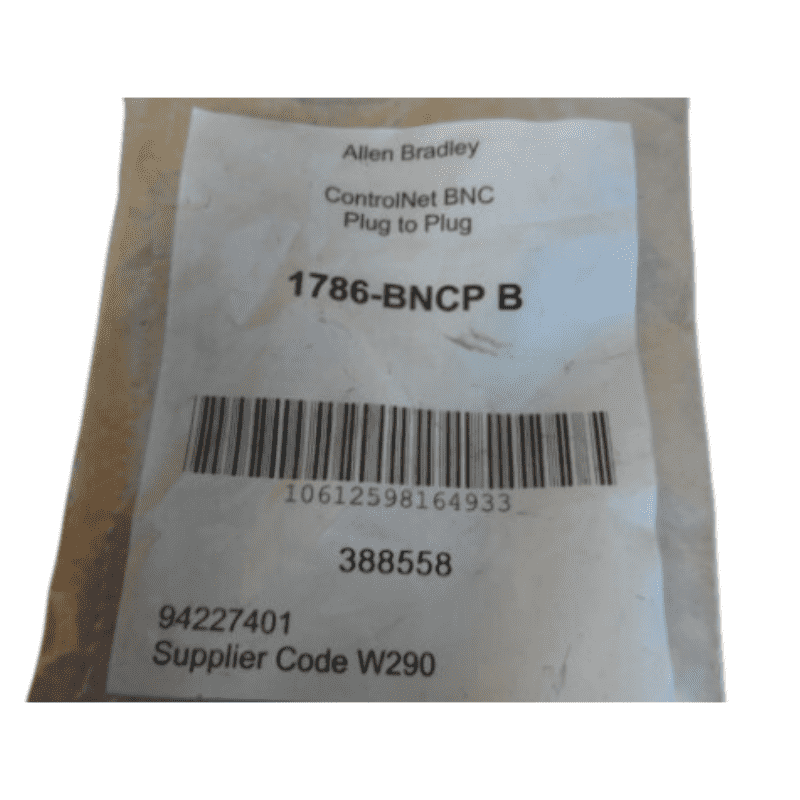 Allen Bradley
ControlNet BNC
Plug to Plug
1786-BNCP B
10612598164933
388558
94227401
Supplier Code W290